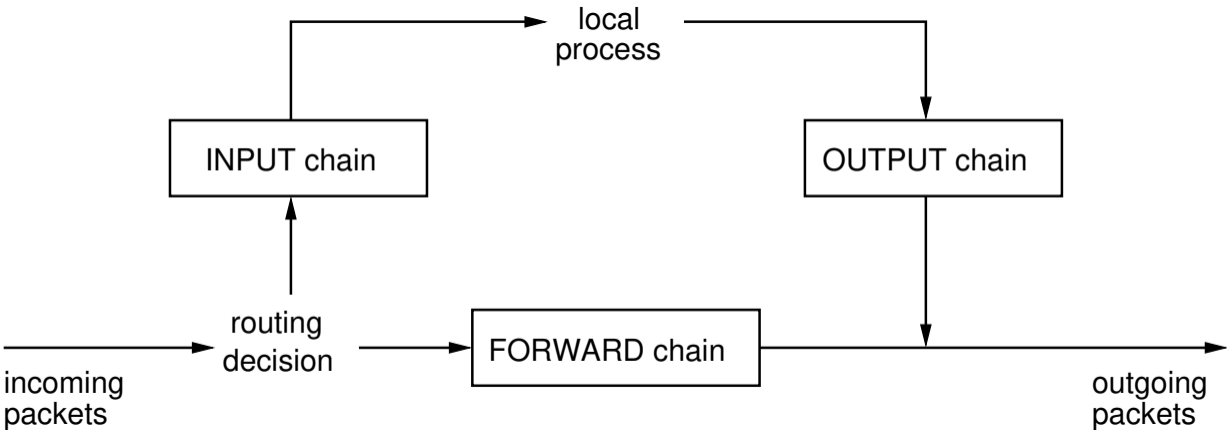 local
process
INPUT chain
OUTPUT chain
routing
decision
FORWARD chain
incoming
packets
outgoing
packets